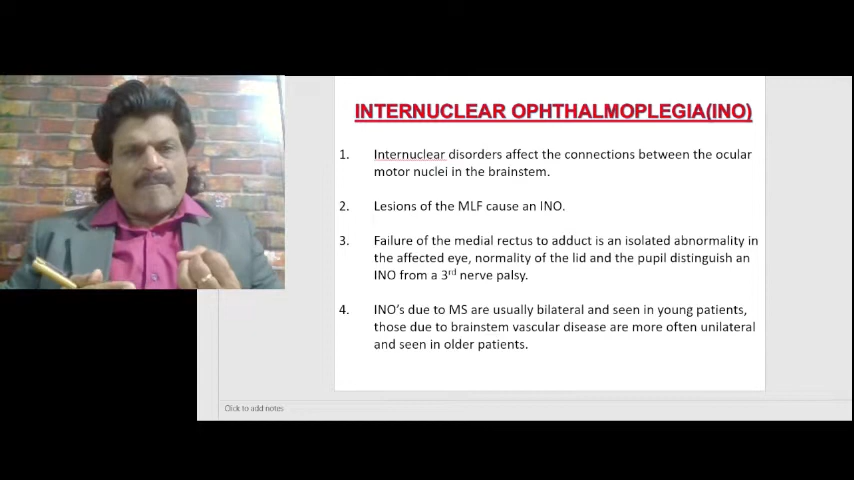 INTERNUCLEAR OPHTHALMOPLEGIA(INO)
1. Internuclear disorders affect the connections between the ocular
motor nuclei in the brainstem.
2. Lesions of the MLF cause an INO.
3. Failure of the medial rectus to adduct is an isolated abnormality in
the affected eye, normality of the lid and the pupil distinguish an
INO from a 3rd nerve palsy.
4. INO's due to MS are usually bilateral and seen in young patients,
those due to brainstem vascular disease are more often unilateral
and seen in older patients.
Click to add notes